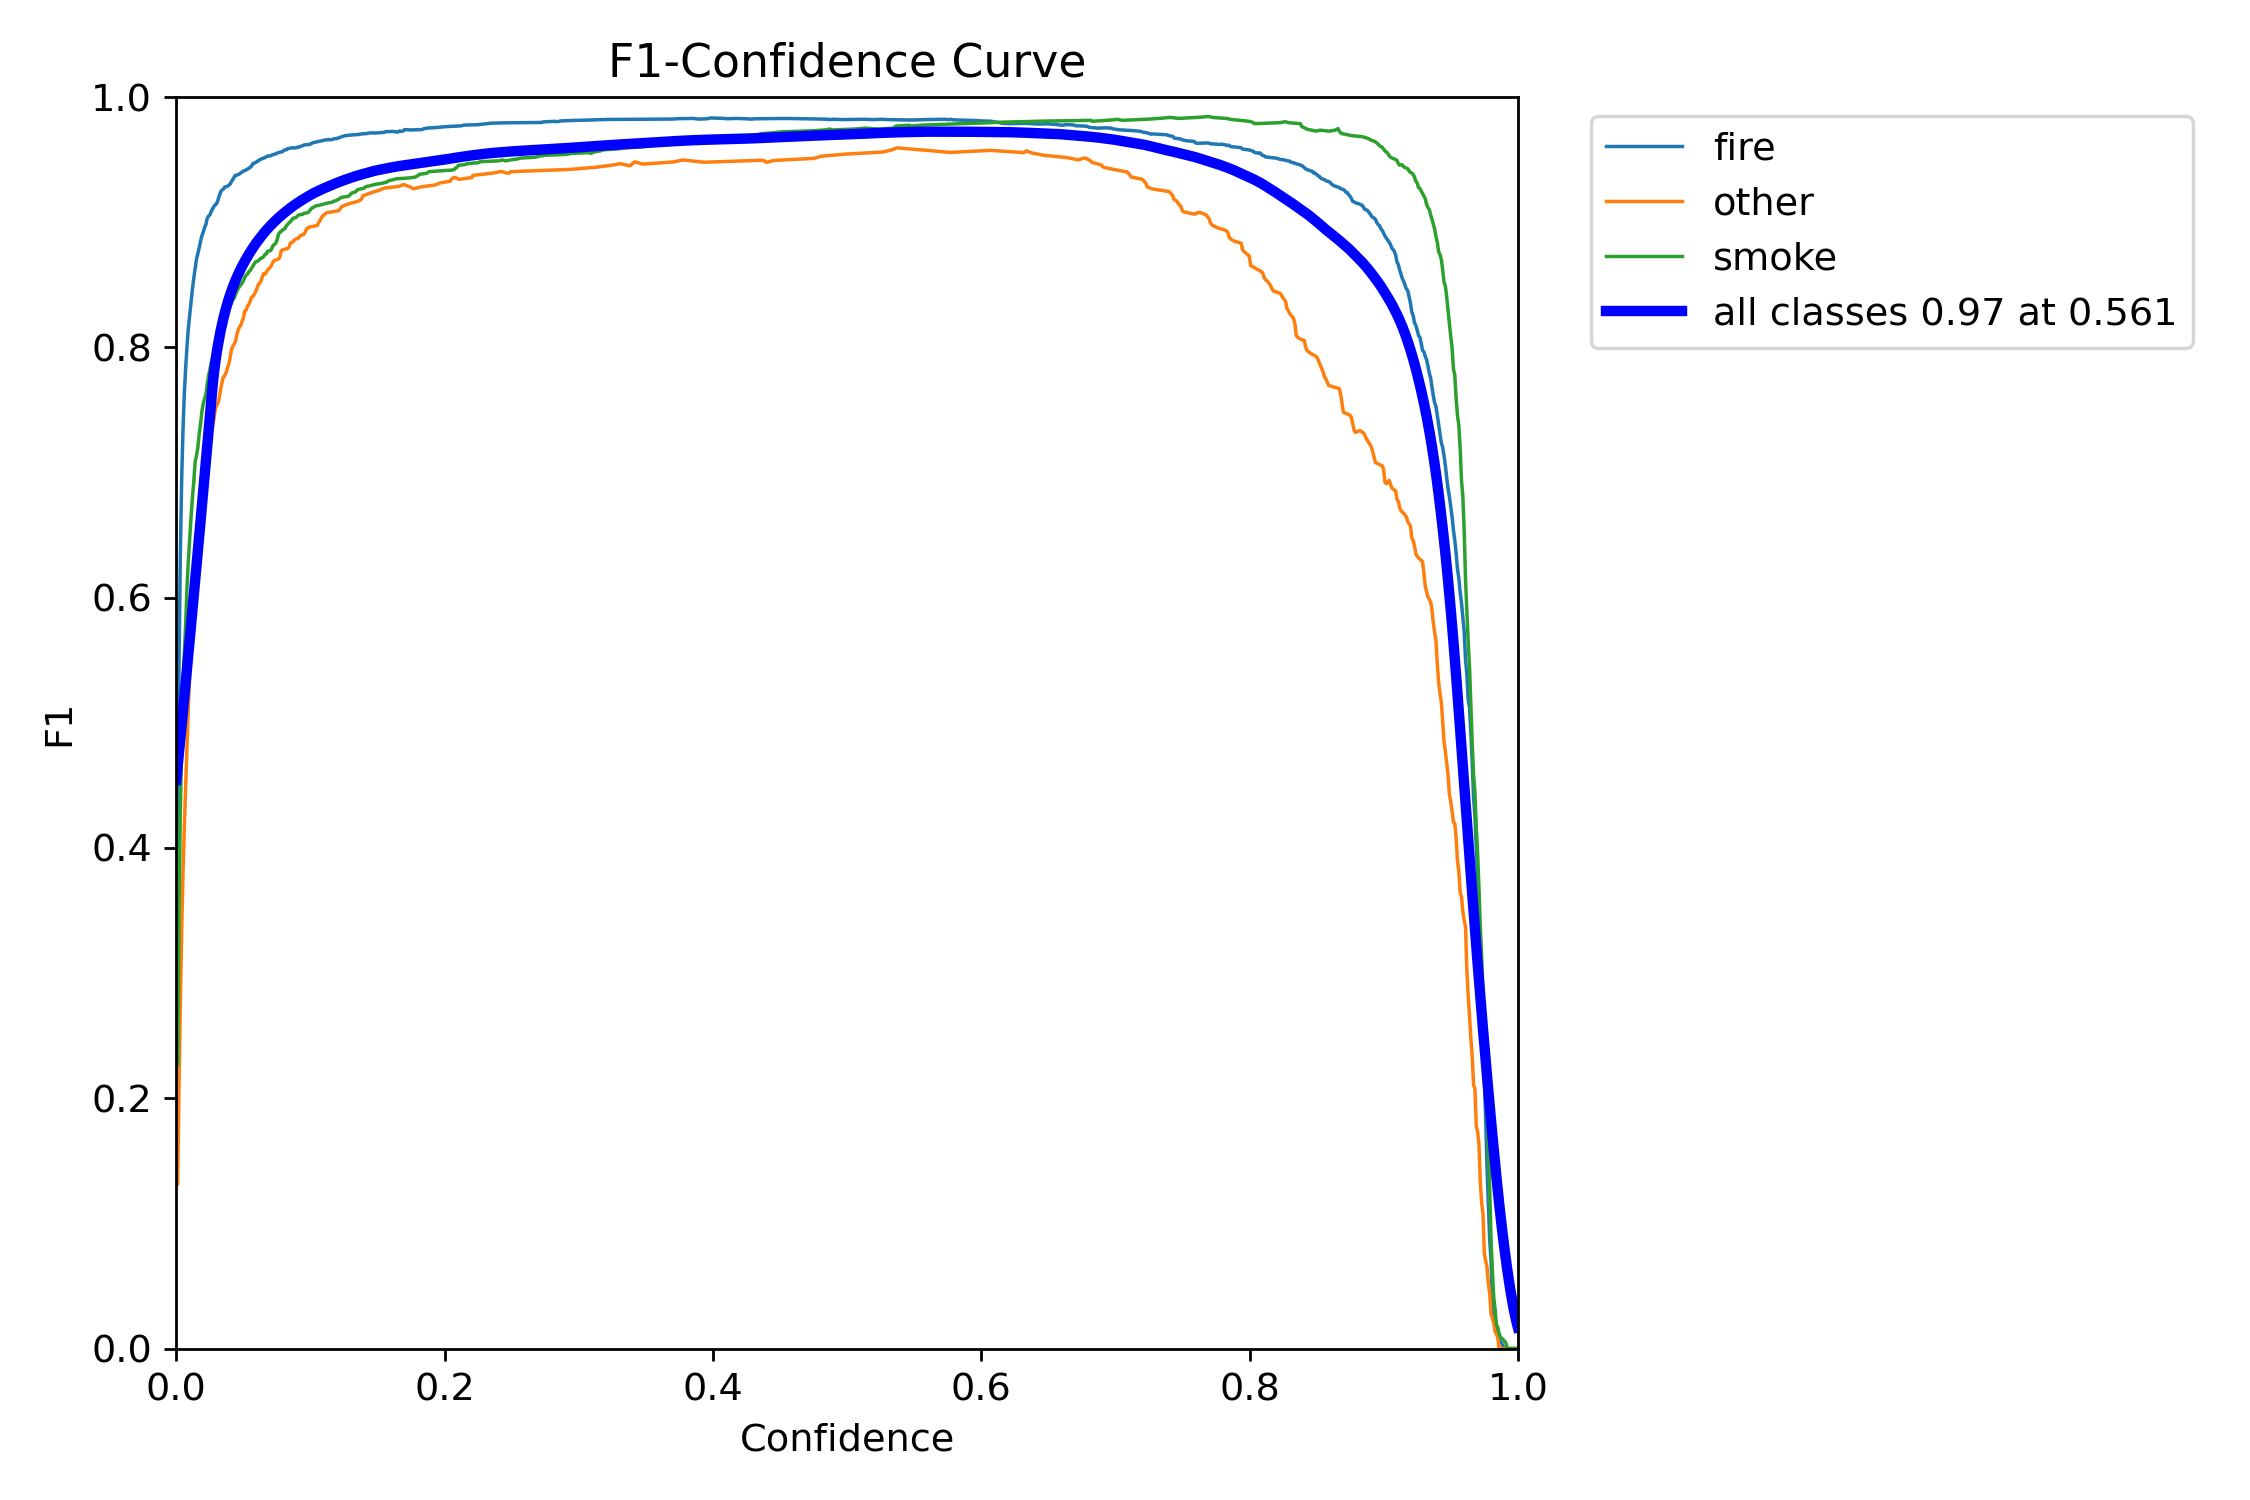 F1-Confidence Curve
1.0
0.8
0.6
0.4
0.2
0.0
F1
0.0 0.2 0.4 0.6 0.8 1.0
Confidence
fire
other
smoke
all classes 0.97 at 0.561